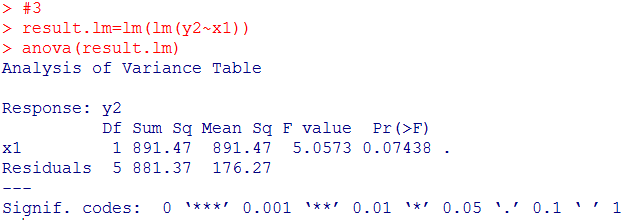 > #3
> result.lm=lm(lm(y2~x1))
> anova(result.lm)
Analysis of Variance Table
Response: y2
Df Sum Sq Mean Sq F value Pr(>F)
x1 1 891.47 891.47 5.0573 0.07438 .
Residuals 5 881.37 176.27
---
Signif. codes: 0 ‘***’ 0.001 ‘**’ 0.01 ‘*’ 0.05 ‘.’ 0.1 ‘ ’ 1